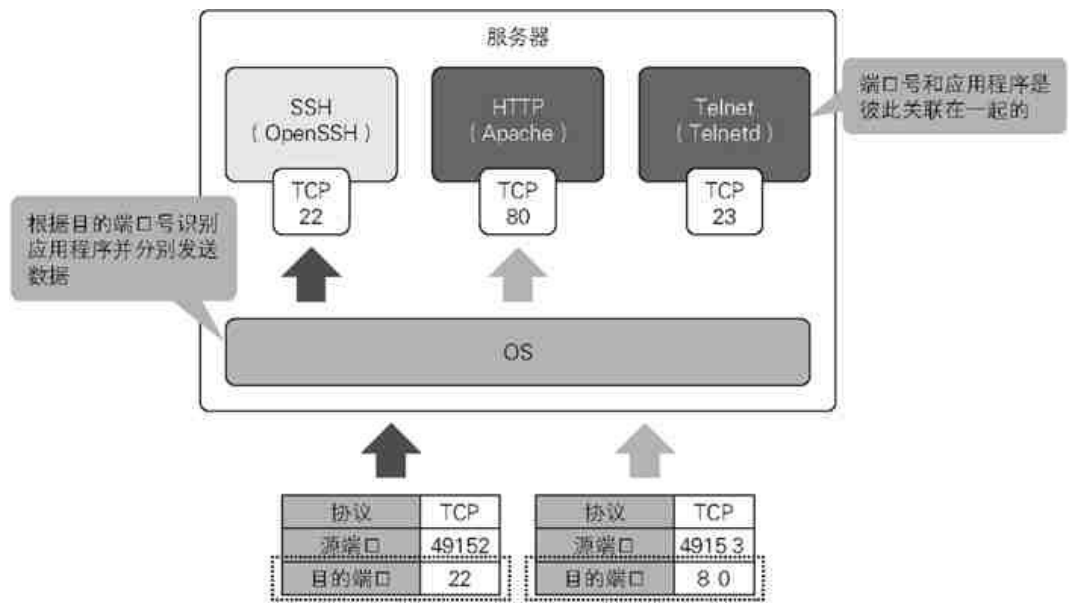 服务器
SSH
(OpenSSH)
HTTP
(Apache)
Telnet
(Telnetd)
端口号和应用程序是
彼此关联在一起的
TCP
22
TCP
80
TCP
23
根据目的端口号识别
应用程序并分别发送
数据
OS
协议 TCP
源端口 49152
目的端口 22
协议 TCP
源端口 49153
目的端口 80